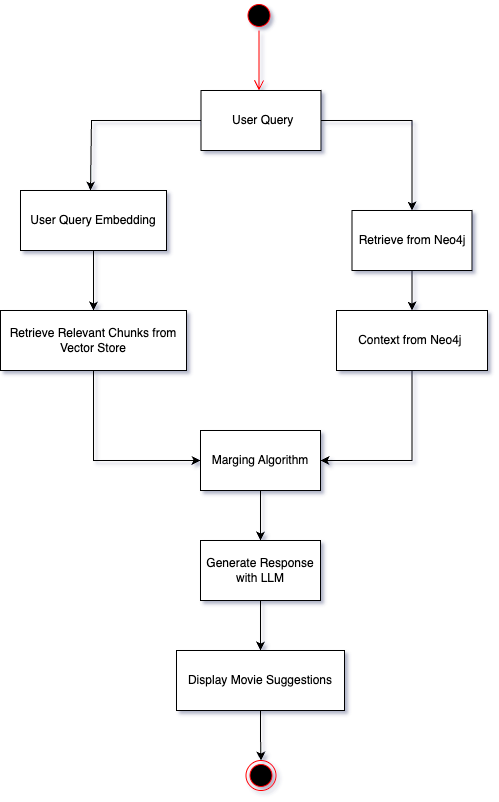 User Query
User Query Embedding
Retrieve from Neo4j
Retrieve Relevant Chunks from
Vector Store
Context from Neo4j
Marging Algorithm
Generate Response
with LLM
Display Movie Suggestions